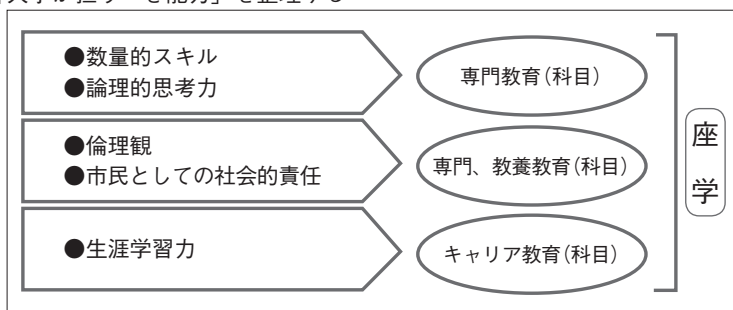 ●数量的スキル
●論理的思考力
専門教育(科目)
●倫理観
●市民としての社会的責任
専門、教養教育(科目)
●生涯学習力
キャリア教育(科目)
座学